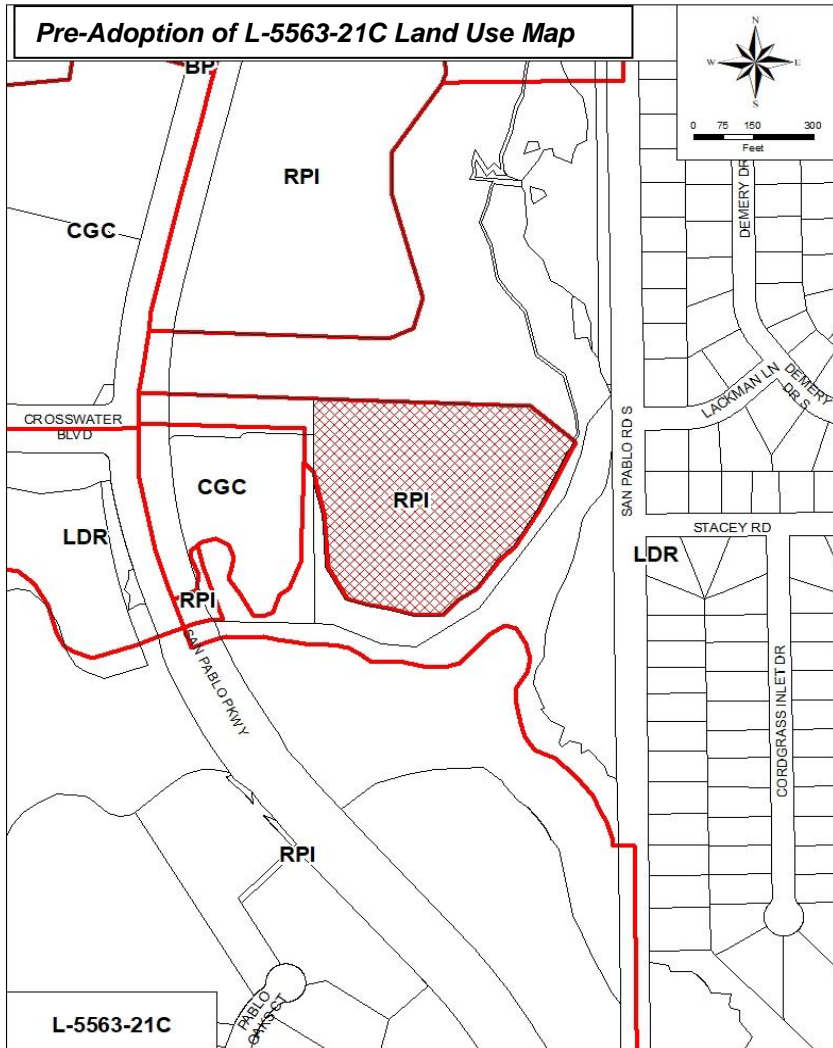 Pre-Adoption of L-5563-21C Land Use Map
N
W
E
S
0 75 150 300
Feet
BP
RPI
CGC
DEMERY DR
LACKMAN LN
DEMERY
DR S
CROSSWATER
BLVD
SAN PABLO RD S
CGC
RPI
LDR
STACEY RD
LDR
RPI
SAN PABLO PKWY
CORDGRASS INLET DR
RPI
PABLO
OAKS CT
L-5563-21C